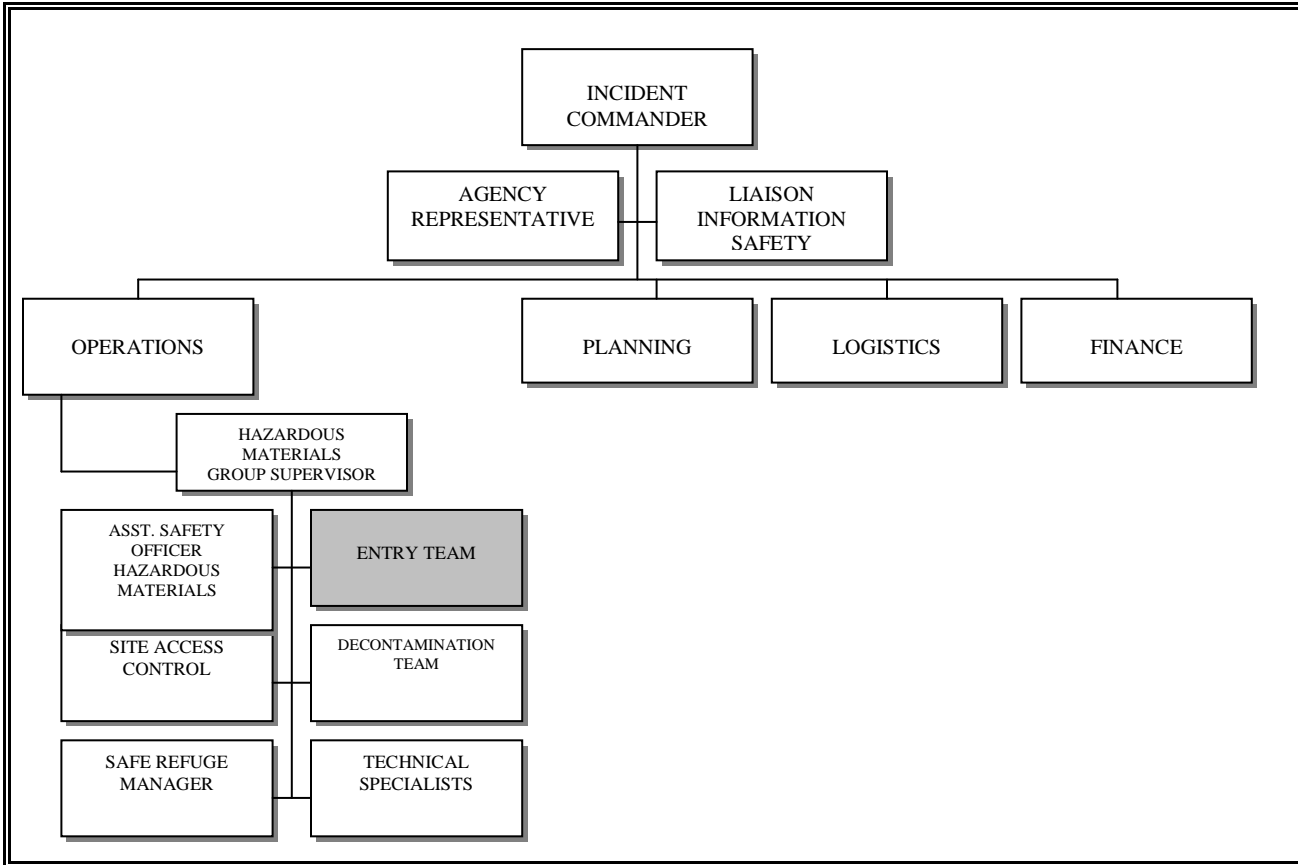 INCIDENT
COMMANDER
AGENCY
REPRESENTATIVE
LIAISON
INFORMATION
SAFETY
OPERATIONS
PLANNING
LOGISTICS
FINANCE
HAZARDOUS
MATERIALS
GROUP SUPERVISOR
ASST. SAFETY
OFFICER
HAZARDOUS
MATERIALS
ENTRY TEAM
SITE ACCESS
CONTROL
DECONTAMINATION
TEAM
SAFE REFUGE
MANAGER
TECHNICAL
SPECIALISTS